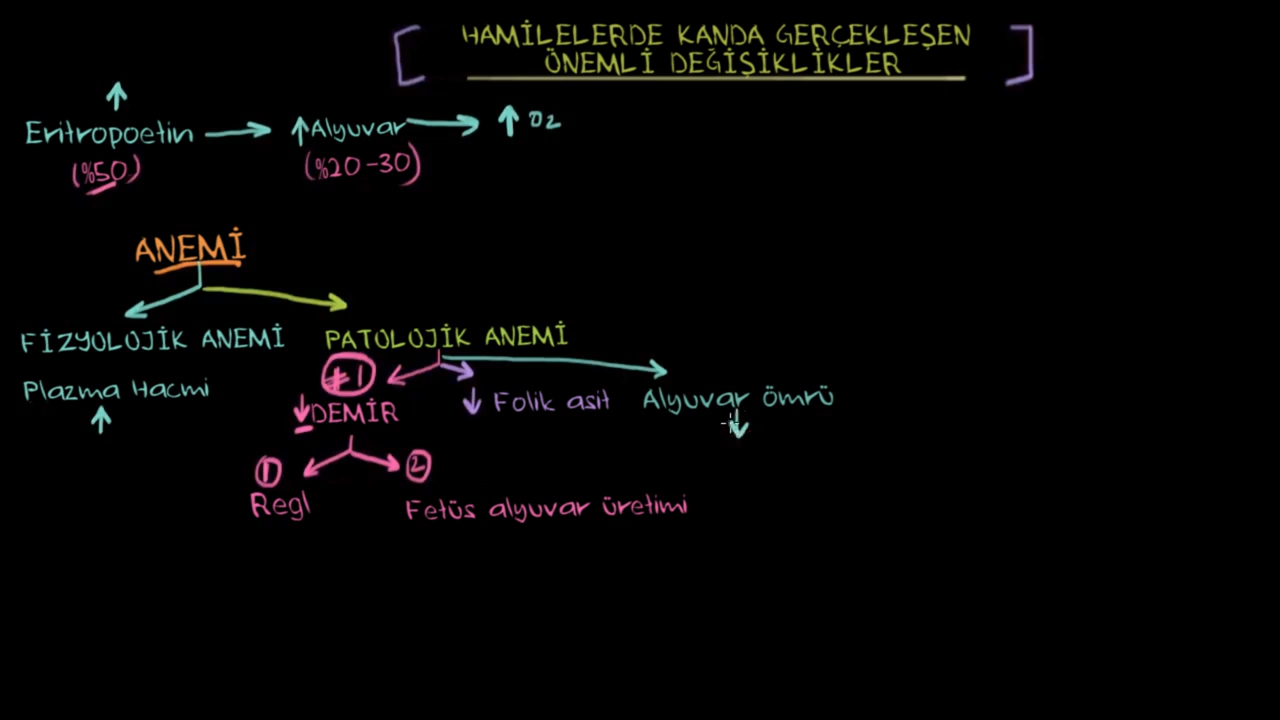 HAMİLELERDE KANDA GERÇEKLEŞEN
ÖNEMLİ DEĞİŞİKLİKLER
Eritropoetin → ↑Alyuvar → ↑ O2
(%50) (%20-30)
ANEMİ
FİZYOLOJİK ANEMİ PATOLOJİK ANEMİ
Plazma Hacmi ↑
#1
↓DEMİR ↓ Folik asit Alyuvar ömrü ↓
1 2
Regl Fetüs alyuvar üretimi